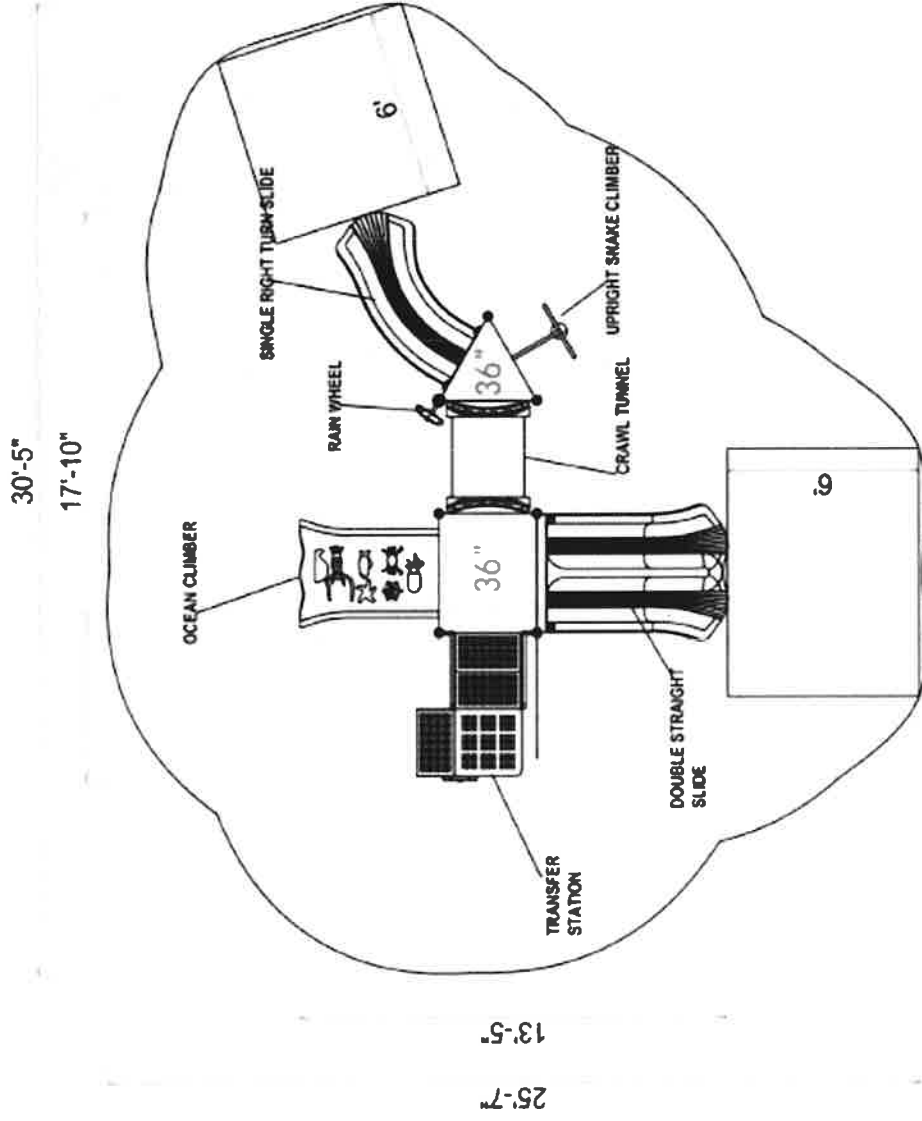 30'-5"
17'-10"
6'
SINGLE RIGHT TURN SLIDE
RAIN WHEEL
OCEAN CLIMBER
36"
36"
UPRIGHT SNAKE CLIMBER
CRAWL TUNNEL
6'
DOUBLE STRAIGHT
SLIDE
TRANSFER
STATION
13'-5"
25'-7"